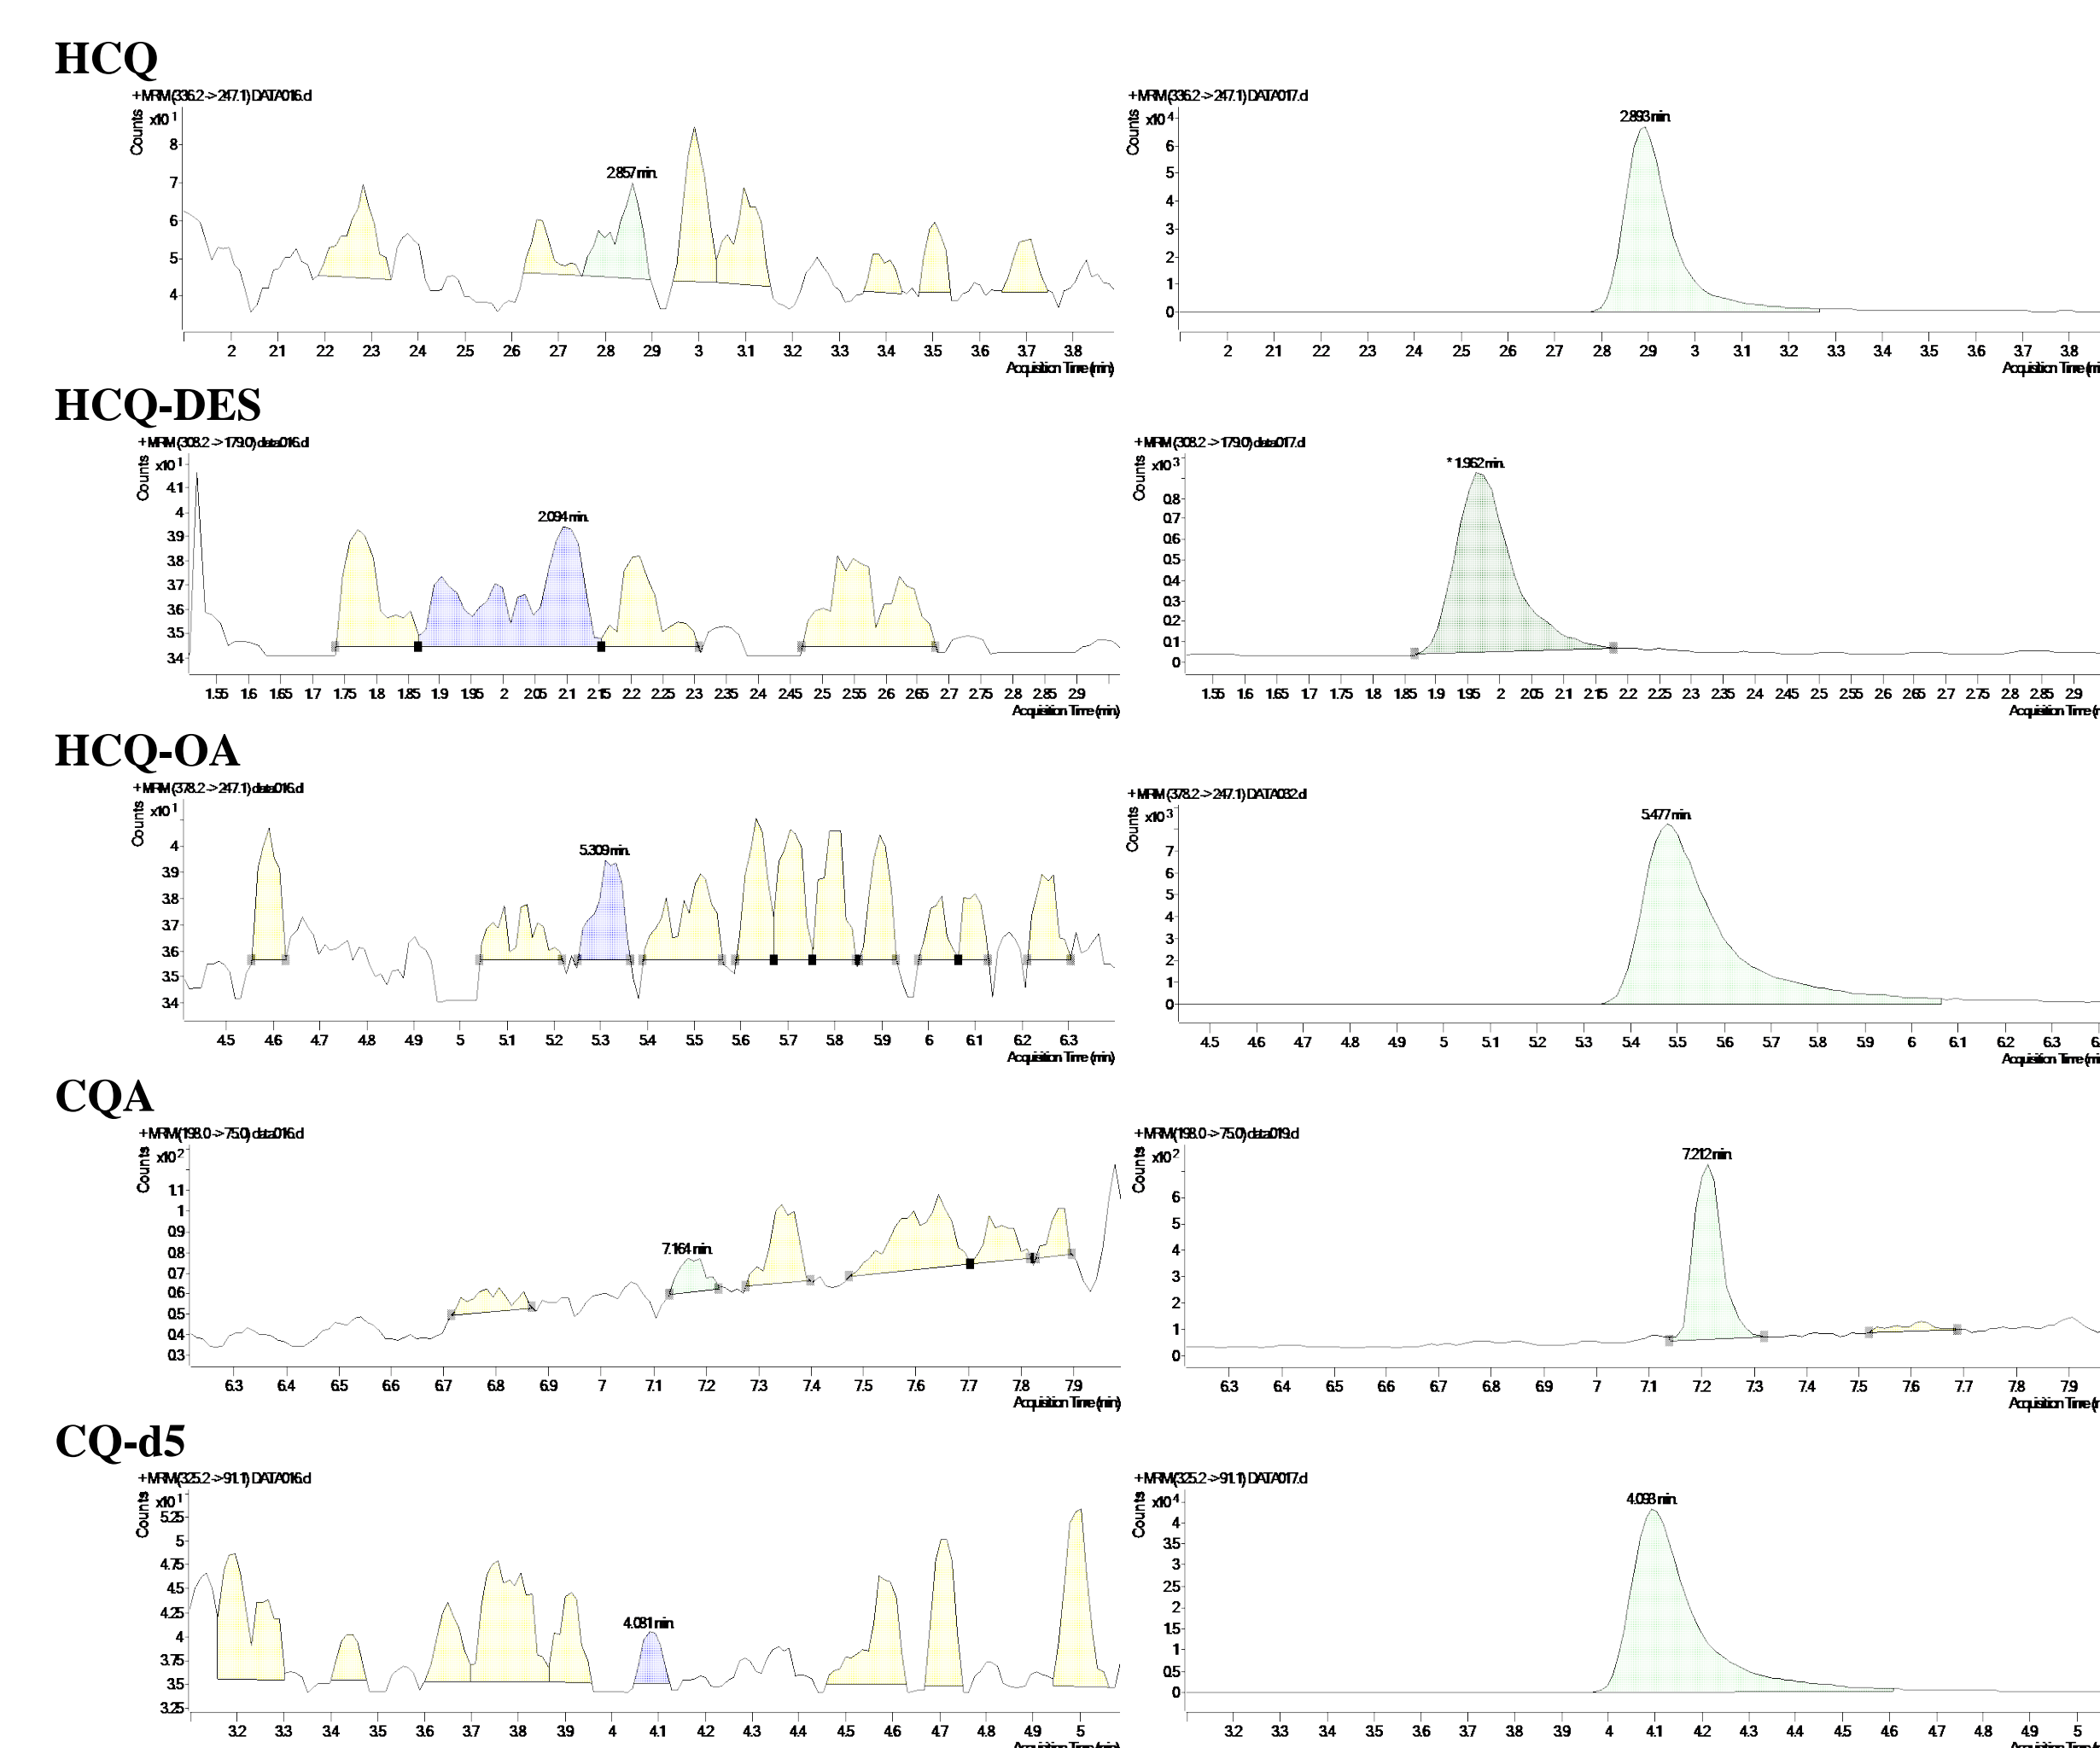 HCQ
+ MRM (336.2 -> 247.1) DATA016.d
+ MRM (336.2 -> 247.1) DATA017.d
Counts x10 1
Counts x10 4
2.857 min.
2.893 min.
8
7
6
5
4
6
5
4
3
2
1
0
2 2.1 2.2 2.3 2.4 2.5 2.6 2.7 2.8 2.9 3 3.1 3.2 3.3 3.4 3.5 3.6 3.7 3.8
2 2.1 2.2 2.3 2.4 2.5 2.6 2.7 2.8 2.9 3 3.1 3.2 3.3 3.4 3.5 3.6 3.7 3.8
Acquisition Time (min)
Acquisition Time (mi
HCQ-DES
+ MRM (308.2 -> 179.0) data016.d
+ MRM (308.2 -> 179.0) data017.d
Counts x10 1
Counts x10 3
2.094 min.
* 1.962 min.
4.1
4
3.9
3.8
3.7
3.6
3.5
3.4
0.8
0.7
0.6
0.5
0.4
0.3
0.2
0.1
0
1.55 1.6 1.65 1.7 1.75 1.8 1.85 1.9 1.95 2 2.05 2.1 2.15 2.2 2.25 2.3 2.35 2.4 2.45 2.5 2.55 2.6 2.65 2.7 2.75 2.8 2.85 2.9
1.55 1.6 1.65 1.7 1.75 1.8 1.85 1.9 1.95 2 2.05 2.1 2.15 2.2 2.25 2.3 2.35 2.4 2.45 2.5 2.55 2.6 2.65 2.7 2.75 2.8 2.85 2.9
Acquisition Time (min)
Acquisition Time (m
HCQ-OA
+ MRM (378.2 -> 247.1) data016.d
+ MRM (378.2 -> 247.1) DATA032.d
Counts x10 1
Counts x10 3
5.309 min.
5.477 min.
4
3.9
3.8
3.7
3.6
3.5
3.4
7
6
5
4
3
2
1
0
4.5 4.6 4.7 4.8 4.9 5 5.1 5.2 5.3 5.4 5.5 5.6 5.7 5.8 5.9 6 6.1 6.2 6.3
4.5 4.6 4.7 4.8 4.9 5 5.1 5.2 5.3 5.4 5.5 5.6 5.7 5.8 5.9 6 6.1 6.2 6.3
Acquisition Time (min)
Acquisition Time (mi
CQA
+ MRM (198.0 -> 75.0) data016.d
+ MRM (198.0 -> 75.0) data019.d
Counts x10 2
Counts x10 2
7.164 min.
7.212 min.
1.1
1
0.9
0.8
0.7
0.6
0.5
0.4
0.3
6
5
4
3
2
1
0
6.3 6.4 6.5 6.6 6.7 6.8 6.9 7 7.1 7.2 7.3 7.4 7.5 7.6 7.7 7.8 7.9
6.3 6.4 6.5 6.6 6.7 6.8 6.9 7 7.1 7.2 7.3 7.4 7.5 7.6 7.7 7.8 7.9
Acquisition Time (min)
Acquisition Time (m
CQ-d5
+ MRM (325.2 -> 91.1) DATA016.d
+ MRM (325.2 -> 91.1) DATA017.d
Counts x10 1
Counts x10 4
4.081 min.
4.093 min.
5.25
5
4.75
4.5
4.25
4
3.75
3.5
3.25
4
3.5
3
2.5
2
1.5
1
0.5
0
3.2 3.3 3.4 3.5 3.6 3.7 3.8 3.9 4 4.1 4.2 4.3 4.4 4.5 4.6 4.7 4.8 4.9 5
3.2 3.3 3.4 3.5 3.6 3.7 3.8 3.9 4 4.1 4.2 4.3 4.4 4.5 4.6 4.7 4.8 4.9 5
Acquisition Time (min)
Acquisition Time (m